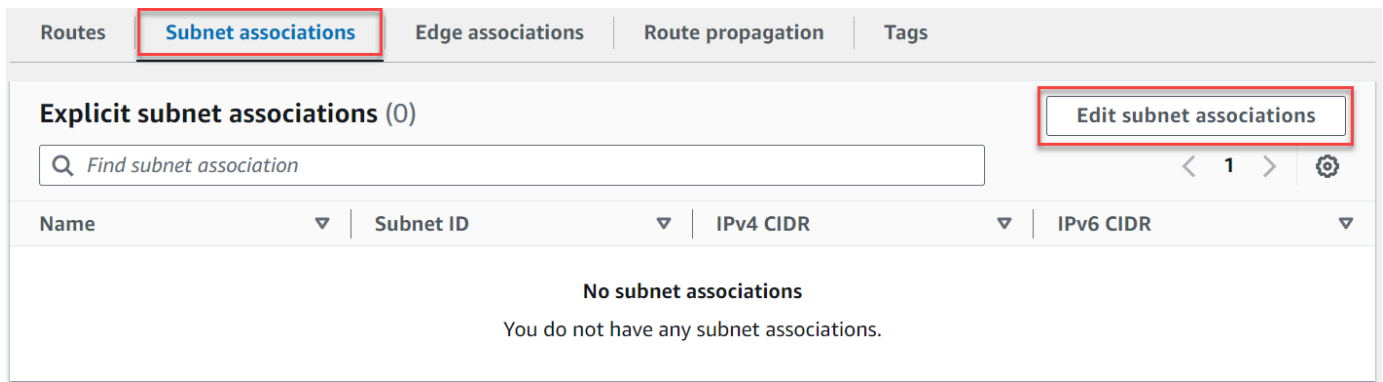 Routes Subnet associations Edge associations Route propagation Tags
Explicit subnet associations (0) Edit subnet associations
Find subnet association 1
Name Subnet ID IPv4 CIDR IPv6 CIDR
No subnet associations
You do not have any subnet associations.